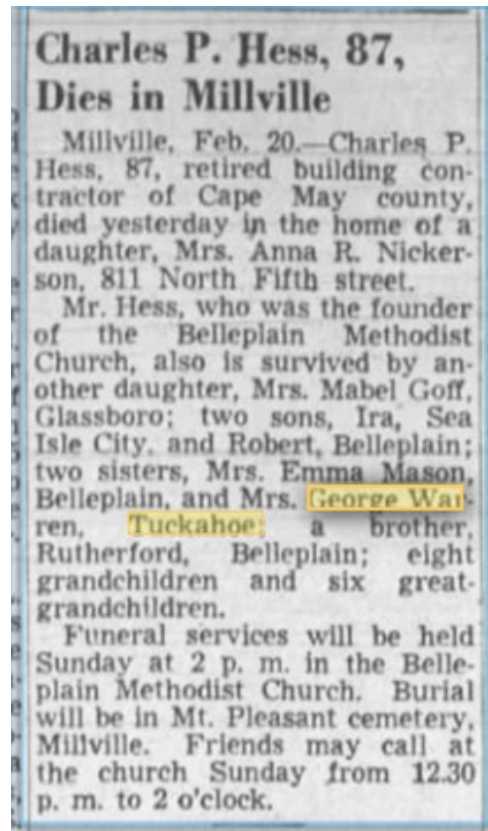 Charles P. Hess, 87,
Dies in Millville
Millville, Feb. 20.—Charles P.
Hess, 87, retired building con-
tractor of Cape May county,
died yesterday in the home of a
daughter, Mrs. Anna R. Nicker-
son, 811 North Fifth street.
Mr. Hess, who was the founder
of the Belleplain Methodist
Church, also is survived by an-
other daughter, Mrs. Mabel Goff,
Glassboro; two sons, Ira, Sea
Isle City, and Robert, Belleplain;
two sisters, Mrs. Emma Mason,
Belleplain, and Mrs. George War-
ren, Tuckahoe; a brother,
Rutherford, Belleplain; eight
grandchildren and six great-
grandchildren.
Funeral services will be held
Sunday at 2 p. m. in the Belle-
plain Methodist Church. Burial
will be in Mt. Pleasant cemetery,
Millville. Friends may call at
the church Sunday from 12.30
p. m. to 2 o'clock.